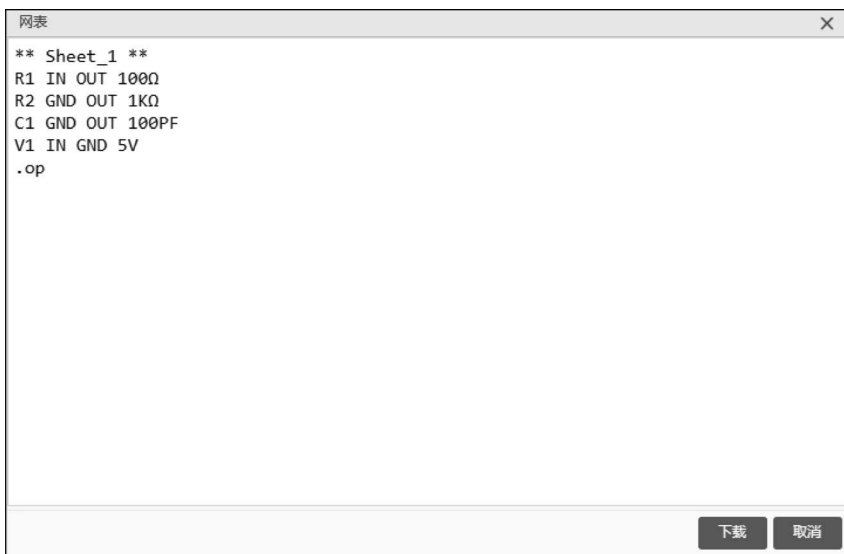 网表
** Sheet_1 **
R1 IN OUT 100Ω
R2 GND OUT 1KΩ
C1 GND OUT 100PF
V1 IN GND 5V
.op
下载 取消